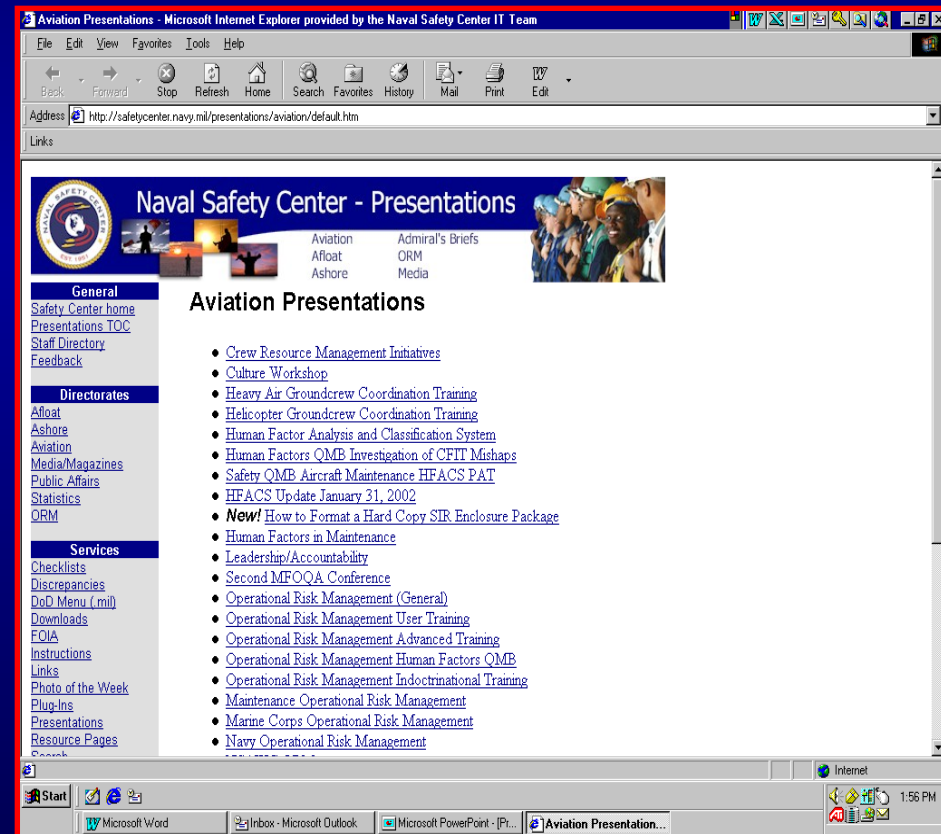 Aviation Presentations - Microsoft Internet Explorer provided by the Naval Safety Center IT Team
File Edit View Favorites Tools Help
Back Forward Stop Refresh Home Search Favorites History Mail Print Edit
Address http://safetycenter.navy.mil/presentations/aviation/default.htm
Links
NAVAL SAFETY CENTER
Naval Safety Center - Presentations
Aviation Admiral's Briefs
Afloat ORM
Ashore Media
General
Safety Center home
Presentations TOC
Staff Directory
Feedback
Directorates
Afloat
Ashore
Aviation
Media/Magazines
Public Affairs
Statistics
ORM
Services
Checklists
Discrepancies
DoD Menu (.mil)
Downloads
FOIA
Instructions
Links
Photo of the Week
Plug-Ins
Presentations
Resource Pages
Search
Aviation Presentations
Crew Resource Management Initiatives
Culture Workshop
Heavy Air Groundcrew Coordination Training
Helicopter Groundcrew Coordination Training
Human Factor Analysis and Classification System
Human Factors QMB Investigation of CFIT Mishaps
Safety QMB Aircraft Maintenance HFACS PAT
HFACS Update January 31, 2002
New! How to Format a Hard Copy SIR Enclosure Package
Human Factors in Maintenance
Leadership/Accountability
Second MFOQA Conference
Operational Risk Management (General)
Operational Risk Management User Training
Operational Risk Management Advanced Training
Operational Risk Management Human Factors QMB
Operational Risk Management Indoctrinational Training
Maintenance Operational Risk Management
Marine Corps Operational Risk Management
Navy Operational Risk Management
Internet
Start 1:56 PM
Microsoft Word Inbox - Microsoft Outlook Microsoft PowerPoint - [Pr... Aviation Presentation...